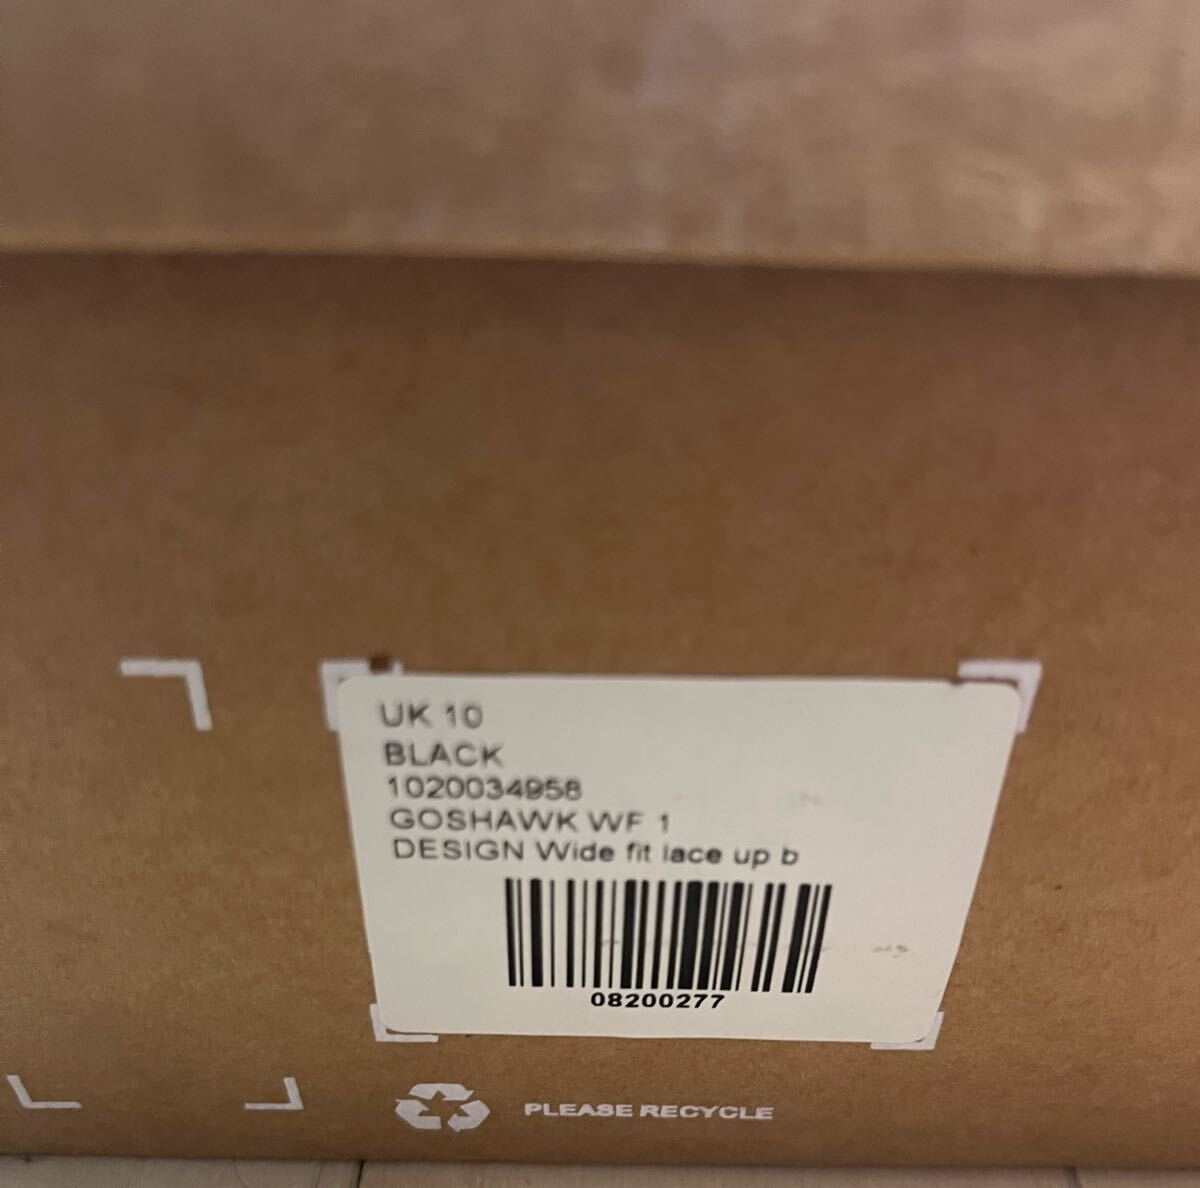 UK 10
BLACK
1020034958
GOSHAWK WF 1
DESIGN Wide fit lace up b
08200277
PLEASE RECYCLE